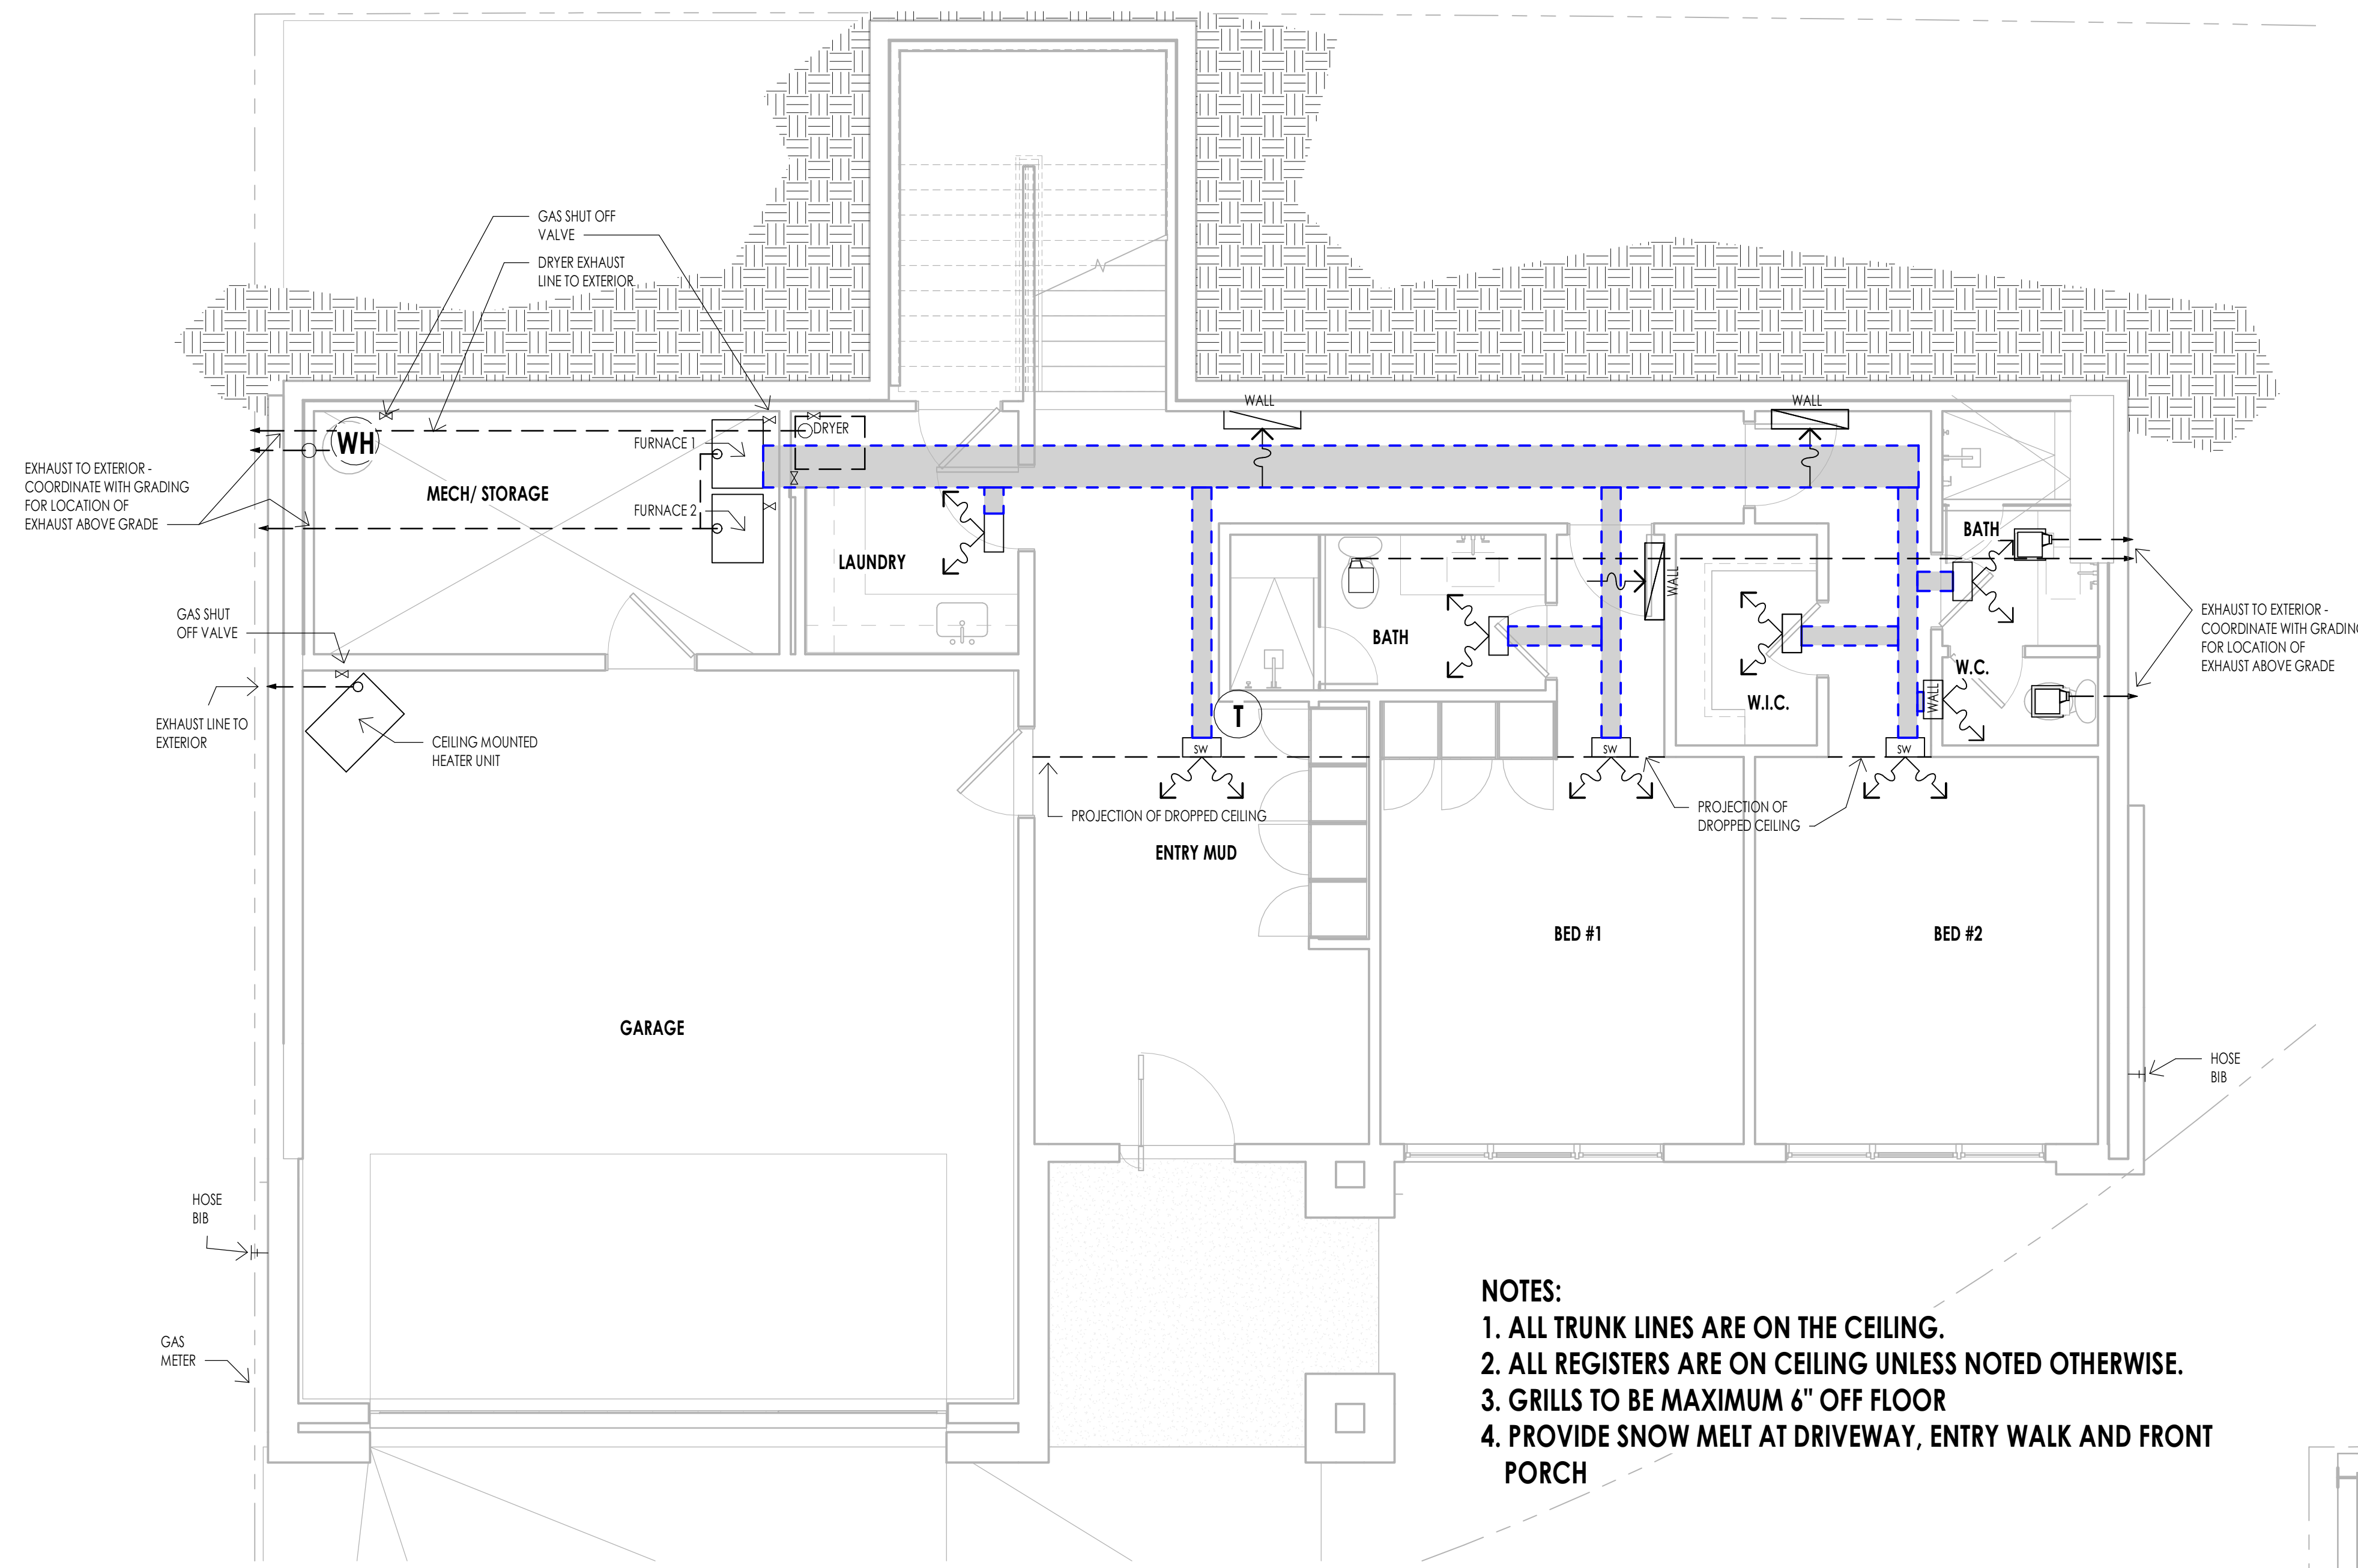 GAS SHUT OFF
VALVE
DRYER EXHAUST
LINE TO EXTERIOR
WALL
WALL
WH
FURNACE 1
DRYER
EXHAUST TO EXTERIOR -
COORDINATE WITH GRADING
FOR LOCATION OF
EXHAUST ABOVE GRADE
MECH/ STORAGE
FURNACE 2
LAUNDRY
BATH
WALL
BATH
GAS SHUT
OFF VALVE
EXHAUST TO EXTERIOR -
COORDINATE WITH GRADING
FOR LOCATION OF
EXHAUST ABOVE GRADE
W.C.
WALL
W.I.C.
T
EXHAUST LINE TO
EXTERIOR
CEILING MOUNTED
HEATER UNIT
SW
SW
SW
PROJECTION OF DROPPED CEILING
PROJECTION OF
DROPPED CEILING
ENTRY MUD
BED #1
BED #2
GARAGE
HOSE
BIB
HOSE
BIB
GAS
METER
NOTES:
1. ALL TRUNK LINES ARE ON THE CEILING.
2. ALL REGISTERS ARE ON CEILING UNLESS NOTED OTHERWISE.
3. GRILLS TO BE MAXIMUM 6" OFF FLOOR
4. PROVIDE SNOW MELT AT DRIVEWAY, ENTRY WALK AND FRONT
PORCH